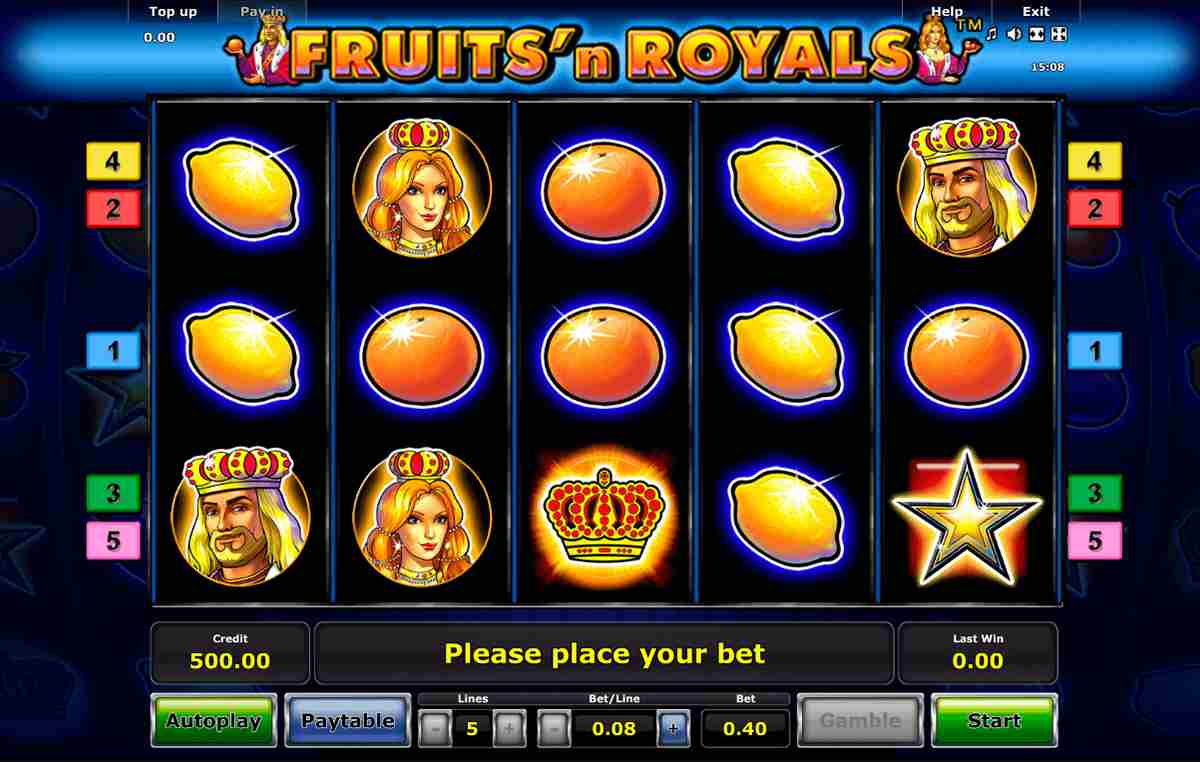 Top up Pay in Help Exit
0.00
FRUITS'n ROYALS™
15:08
4 4
2 2
1 1
3 3
5 5
Credit Last Win
500.00 Please place your bet 0.00
Lines Bet/Line Bet
Autoplay Paytable - 5 + - 0.08 + 0.40 Gamble Start